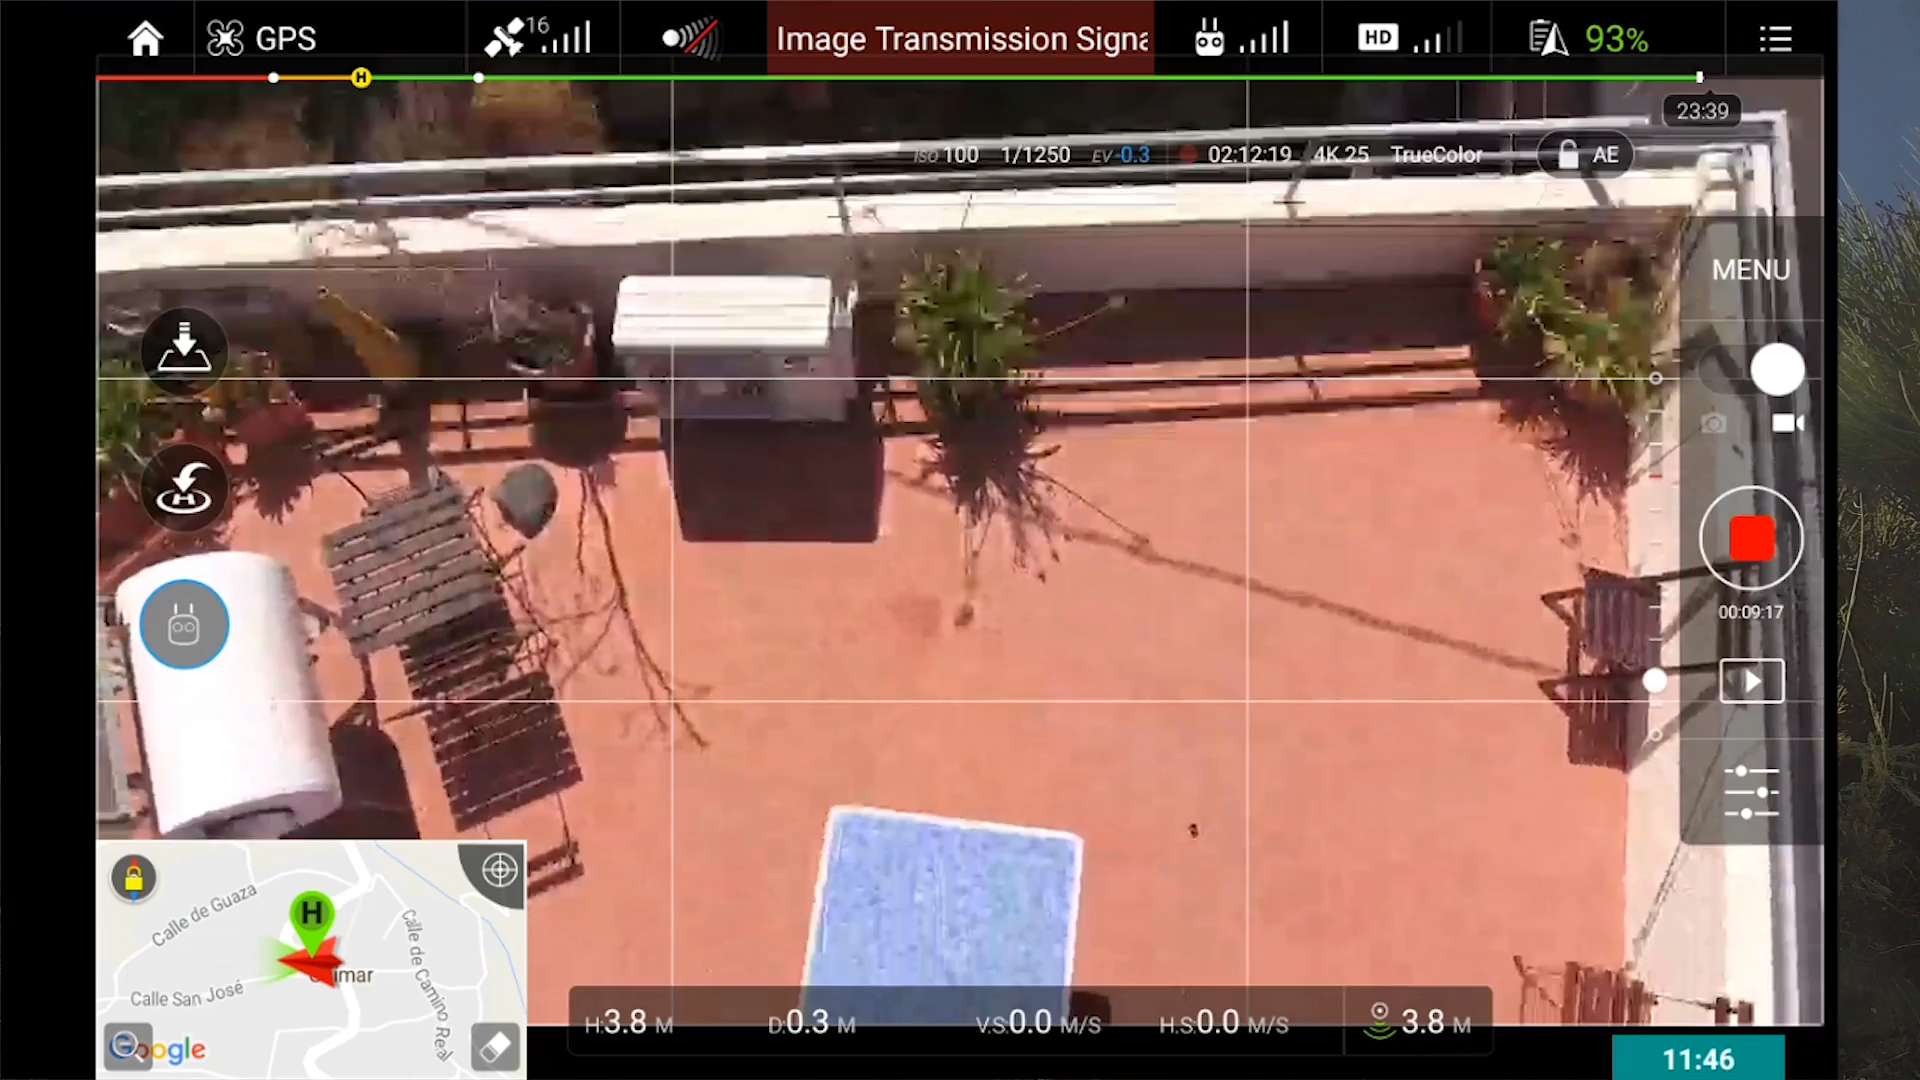 GPS
16
Image Transmission Signa
HD
93%
H
23:39
ISO 100 1/1250 EV -0.3 02:12:19 4K 25 TrueColor AE
MENU
H
00:09:17
Calle de Guaza
H
Calle de Camino Real
Calle San José
Google
H:3.8 M D:0.3 M V.S:0.0 M/S H.S:0.0 M/S 3.8 M
11:46